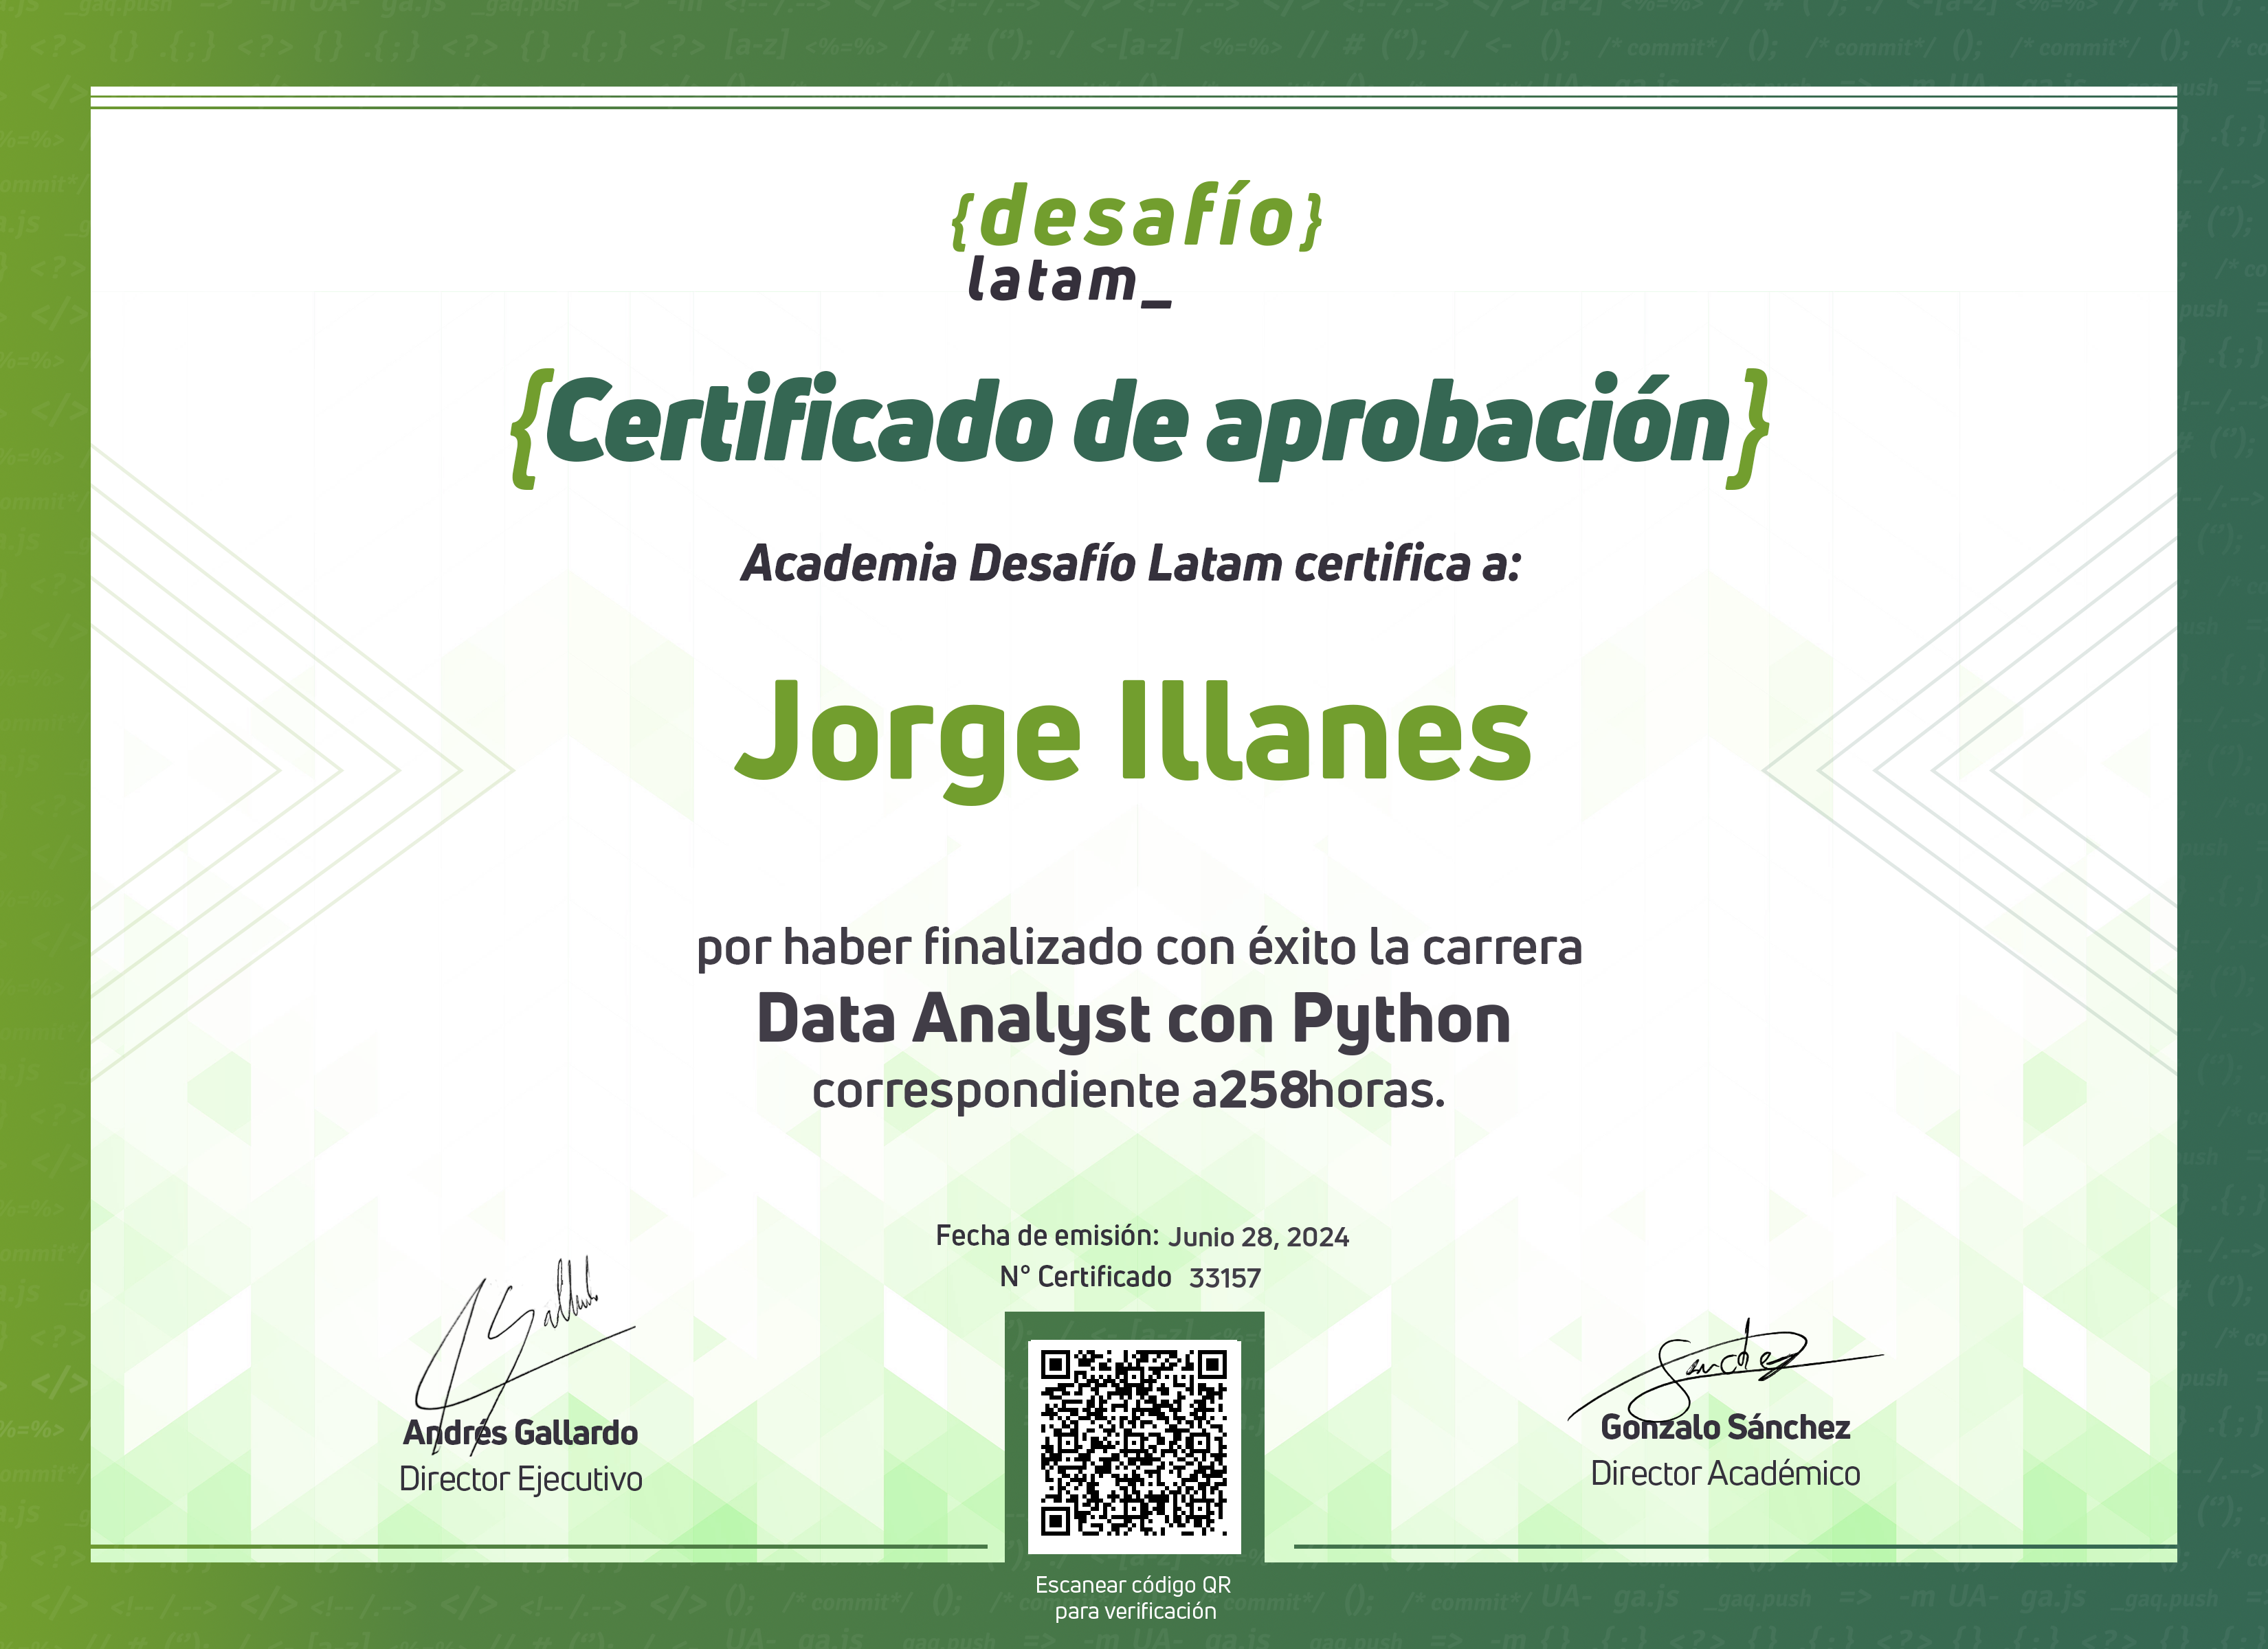 {desafío}
latam_
{Certificado de aprobación}
Academia Desafío Latam certifica a:
Jorge Illanes
por haber finalizado con éxito la carrera
Data Analyst con Python
correspondiente a258horas.
Fecha de emisión: Junio 28, 2024
N° Certificado 33157
Andrés Gallardo
Director Ejecutivo
Gonzalo Sánchez
Director Académico
Escanear código QR
para verificación